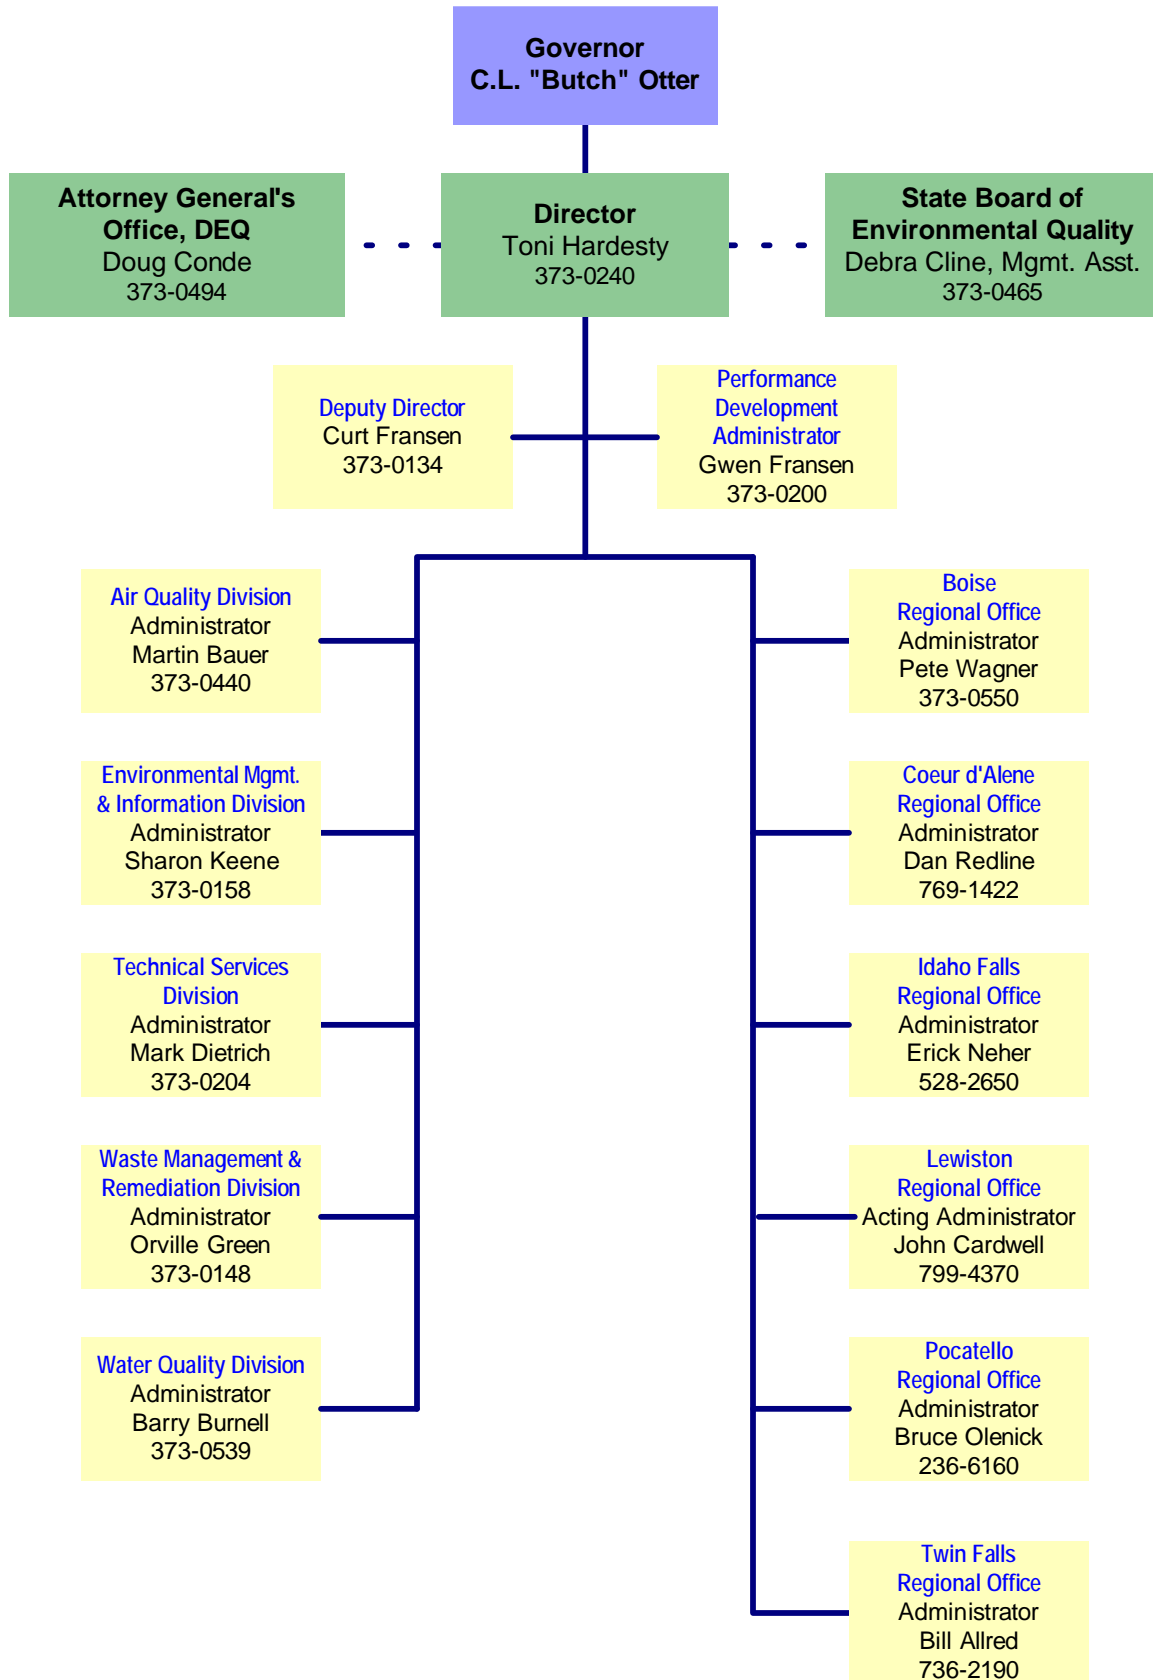 Governor
C.L. "Butch" Otter
Attorney General's
Office, DEQ
Doug Conde
373-0494
Director
Toni Hardesty
373-0240
State Board of
Environmental Quality
Debra Cline, Mgmt. Asst.
373-0465
Deputy Director
Curt Fransen
373-0134
Performance
Development
Administrator
Gwen Fransen
373-0200
Air Quality Division
Administrator
Martin Bauer
373-0440
Environmental Mgmt.
& Information Division
Administrator
Sharon Keene
373-0158
Technical Services
Division
Administrator
Mark Dietrich
373-0204
Waste Management &
Remediation Division
Administrator
Orville Green
373-0148
Water Quality Division
Administrator
Barry Burnell
373-0539
Boise
Regional Office
Administrator
Pete Wagner
373-0550
Coeur d'Alene
Regional Office
Administrator
Dan Redline
769-1422
Idaho Falls
Regional Office
Administrator
Erick Neher
528-2650
Lewiston
Regional Office
Acting Administrator
John Cardwell
799-4370
Pocatello
Regional Office
Administrator
Bruce Olenick
236-6160
Twin Falls
Regional Office
Administrator
Bill Allred
736-2190